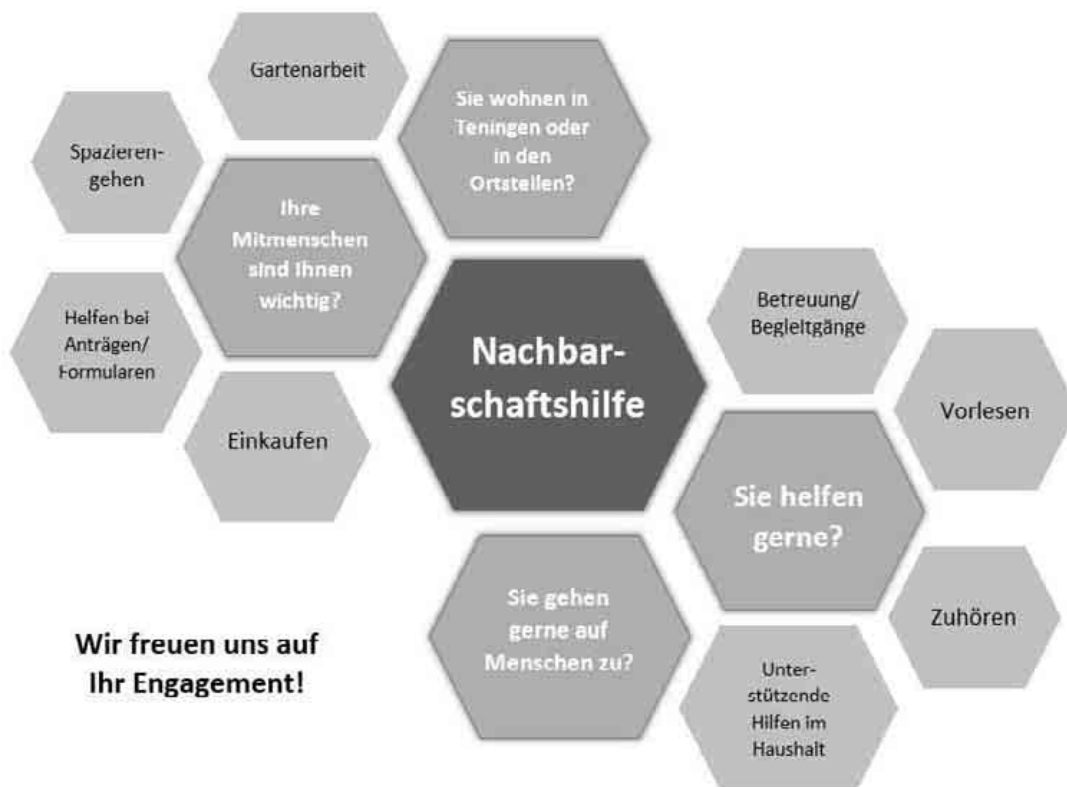 Gartenarbeit
Sie wohnen in
Teningen oder
in den
Ortsteilen?
Spazieren-
gehen
Ihre
Mitmenschen
sind Ihnen
wichtig?
Helfen bei
Anträgen/
Formularen
Einkaufen
Nachbar-
schaftshilfe
Betreuung/
Begleitgänge
Vorlesen
Sie helfen
gerne?
Sie gehen
gerne auf
Menschen zu?
Zuhören
Unter-
stützende
Hilfen im
Haushalt
Wir freuen uns auf
Ihr Engagement!